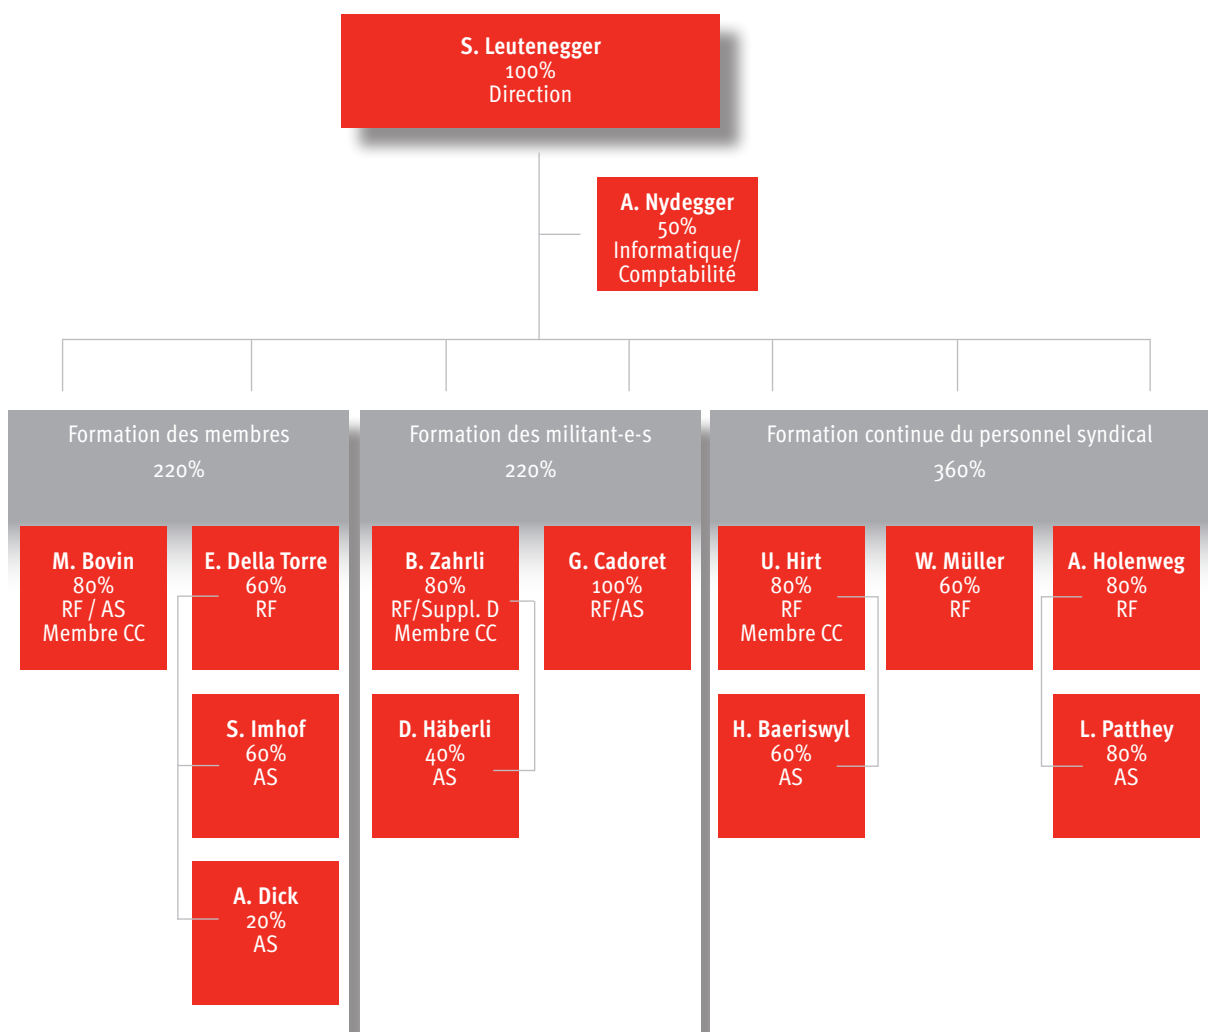 S. Leutenegger
100%
Direction
A. Nydegger
50%
Informatique/
Comptabilité
Formation des membres
220%
Formation des militant-e-s
220%
Formation continue du personnel syndical
360%
M. Bovin
80%
RF / AS
Membre CC
E. Della Torre
60%
RF
B. Zahrli
80%
RF/Suppl. D
Membre CC
G. Cadoret
100%
RF/AS
U. Hirt
80%
RF
Membre CC
W. Müller
60%
RF
A. Holenweg
80%
RF
S. Imhof
60%
AS
D. Häberli
40%
AS
H. Baeriswyl
60%
AS
L. Patthey
80%
AS
A. Dick
20%
AS